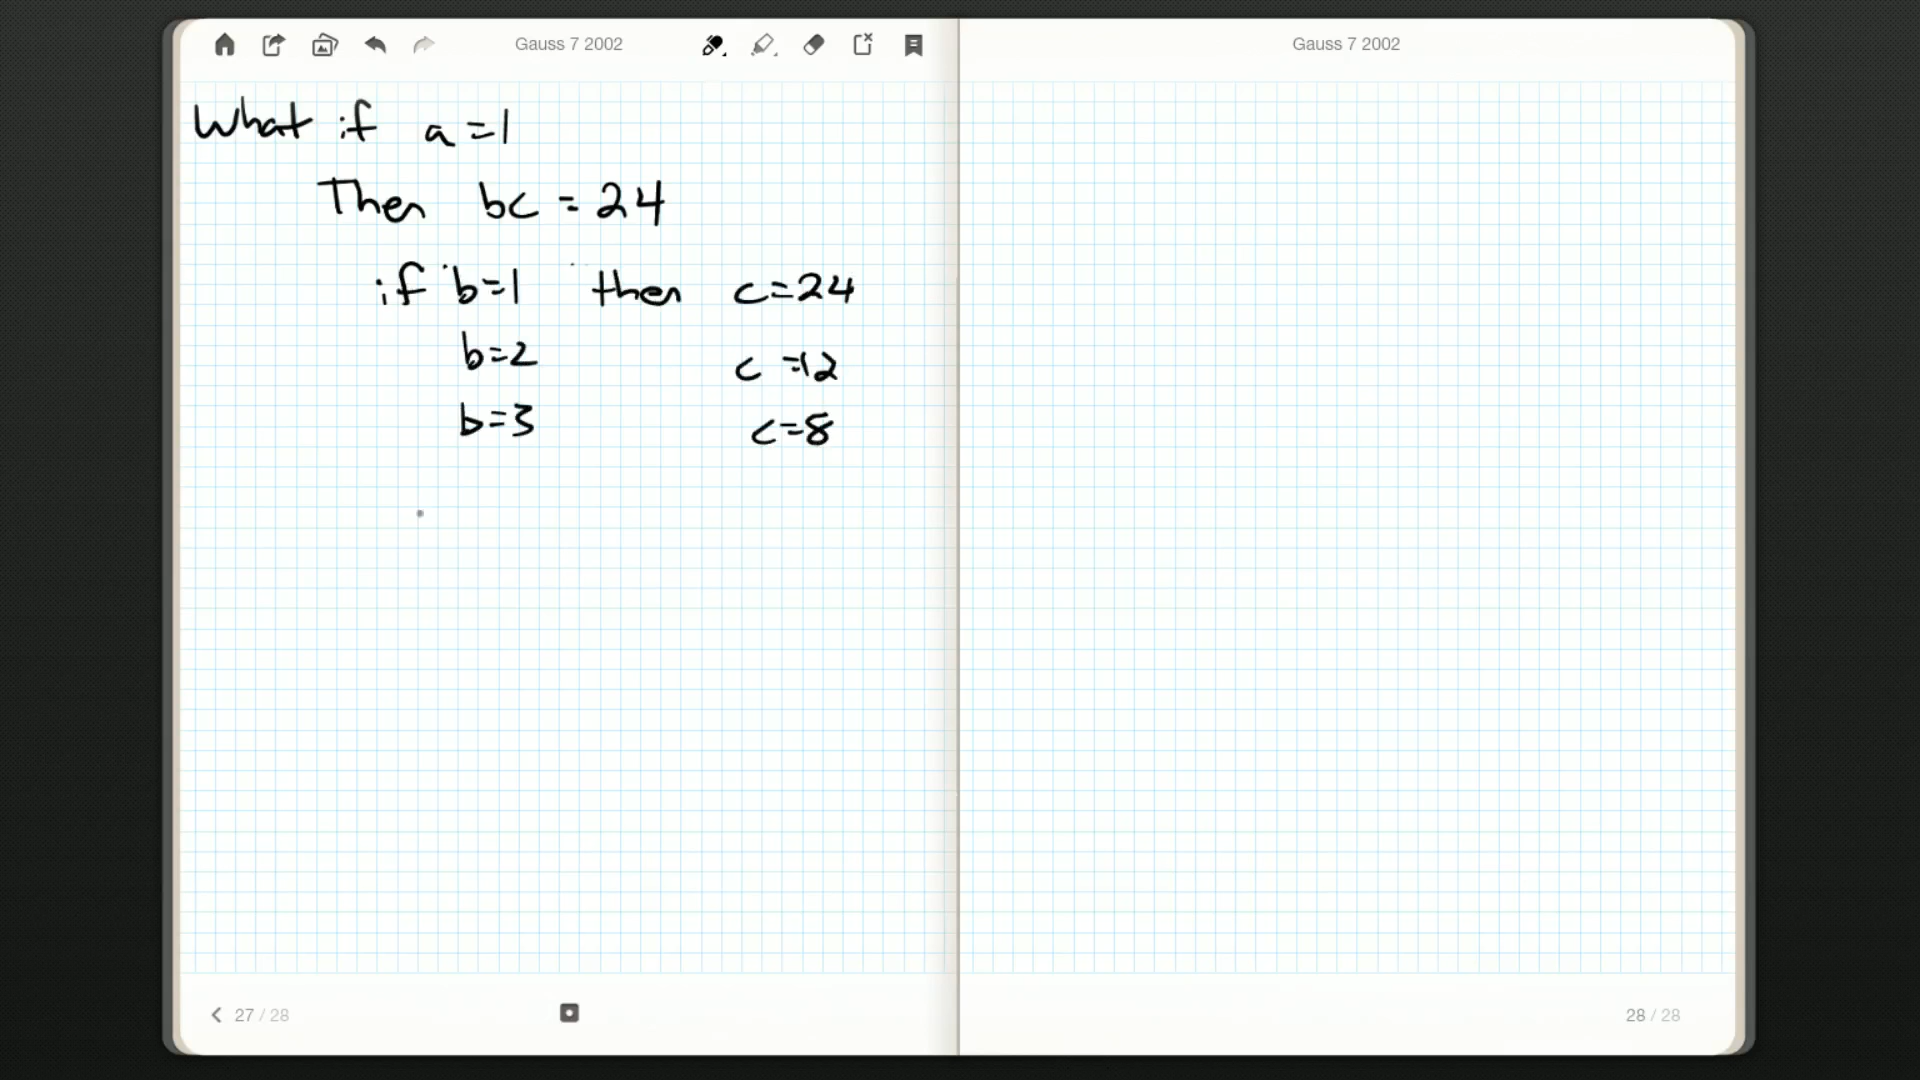 Gauss 7 2002
Gauss 7 2002
What if a=1
Then bc = 24
if b=1 then c=24
b=2 c=12
b=3 c=8
27 / 28
28 / 28